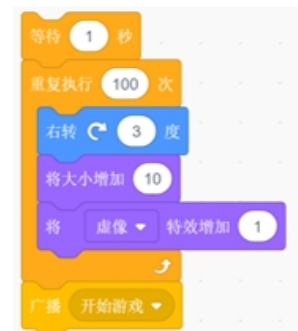 等待 1 秒
重复执行 100 次
右转 3 度
将大小增加 10
将 虚像 特效增加 1
广播 开始游戏